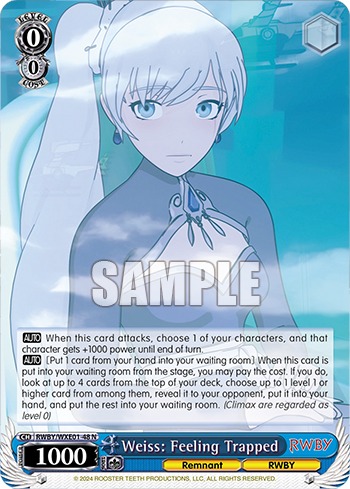 LEVEL
0
0
COST
SAMPLE
AUTO When this card attacks, choose 1 of your characters, and that
character gets +1000 power until end of turn.
AUTO [Put 1 card from your hand into your waiting room] When this card is
put into your waiting room from the stage, you may pay the cost. If you do,
look at up to 4 cards from the top of your deck, choose up to 1 level 1 or
higher card from among them, reveal it to your opponent, put it into your
hand, and put the rest into your waiting room. (Climax are regarded as
level 0)
CH RWBY/WXE01-48 N
POWER 1000
Weiss: Feeling Trapped RWBY
Remnant RWBY
© 2024 ROOSTER TEETH PRODUCTIONS, LLC, ALL RIGHTS RESERVED.